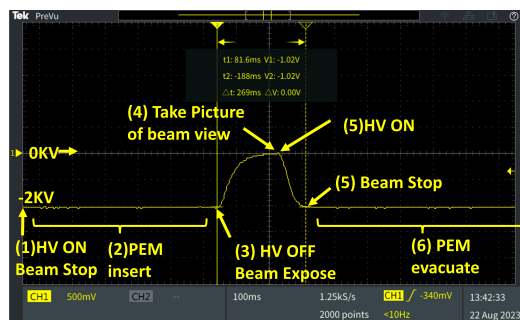 Tek PreVu
t1: 81.6ms V1: -1.02V
t2: -188ms V2: -1.02V
△t: 269ms △V: 0.00V
(4) Take Picture
of beam view
(5)HV ON
1
0KV
-2KV
(5) Beam Stop
(1)HV ON
Beam Stop
(2)PEM
insert
(3) HV OFF
Beam Expose
(6) PEM
evacuate
CH1 500mV CH2 -- 100ms 1.25kS/s CH1 -340mV 13:42:33
2000 points <10Hz 22 Aug 2023